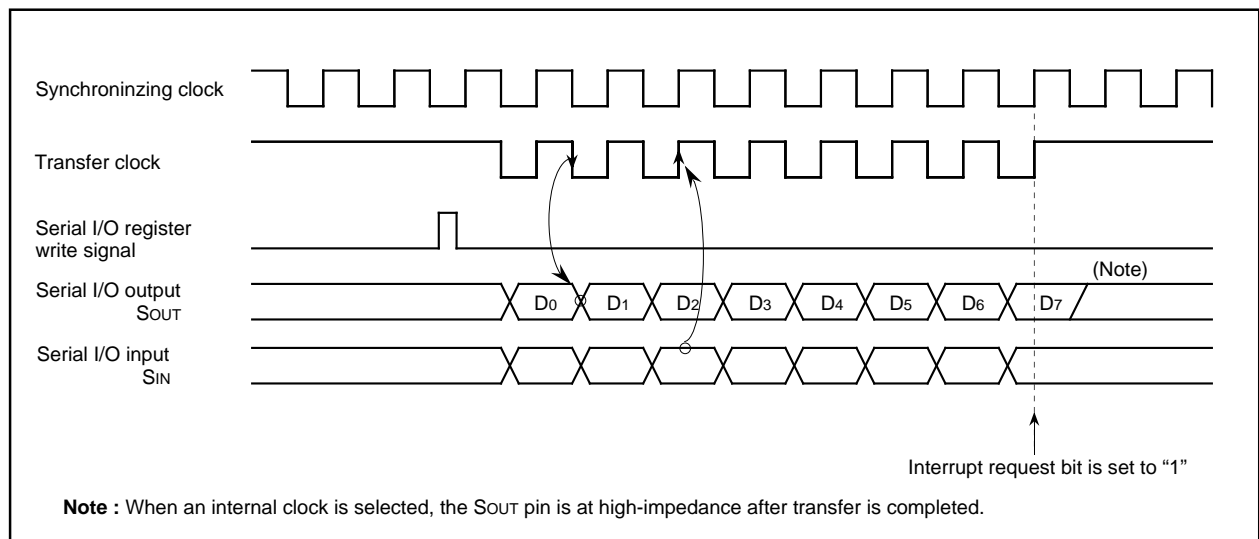 Synchroninzing clock
Transfer clock
Serial I/O register
write signal
(Note)
Serial I/O output
SOUT
D0 D1 D2 D3 D4 D5 D6 D7
Serial I/O input
SIN
Interrupt request bit is set to “1”
Note : When an internal clock is selected, the SOUT pin is at high-impedance after transfer is completed.